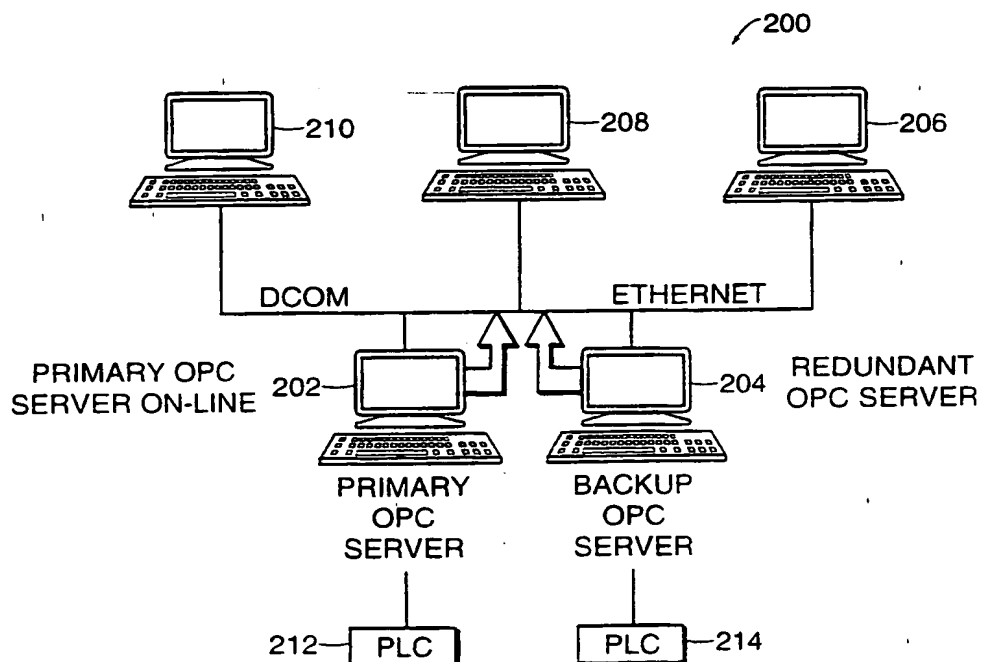 200
210
208
206
DCOM
ETHERNET
PRIMARY OPC
SERVER ON-LINE
202
204
REDUNDANT
OPC SERVER
PRIMARY
OPC
SERVER
BACKUP
OPC
SERVER
212
PLC
PLC
214